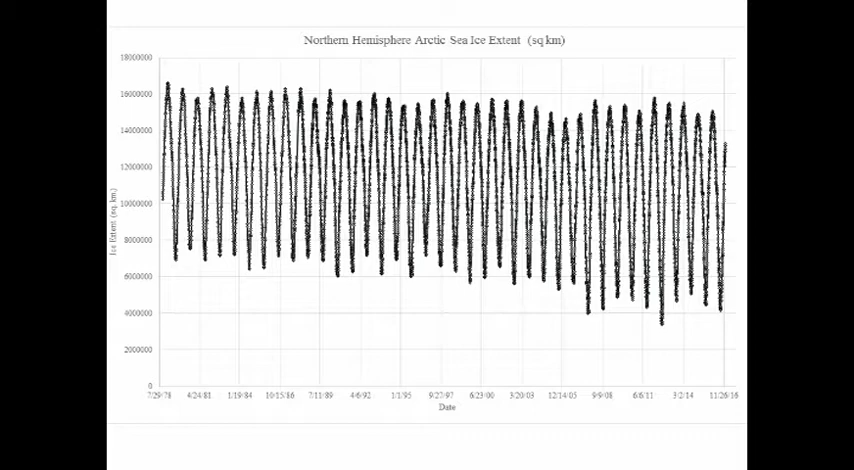 Northern Hemisphere Arctic Sea Ice Extent (sq km)
18000000
16000000
14000000
12000000
10000000
8000000
6000000
4000000
2000000
0
Ice Extent (sq. km.)
7/29/78 4/24/81 1/19/84 10/15/86 7/11/89 4/6/92 1/1/95 9/27/97 6/23/00 3/20/03 12/14/05 9/9/08 6/6/11 3/2/14 11/26/16
Date